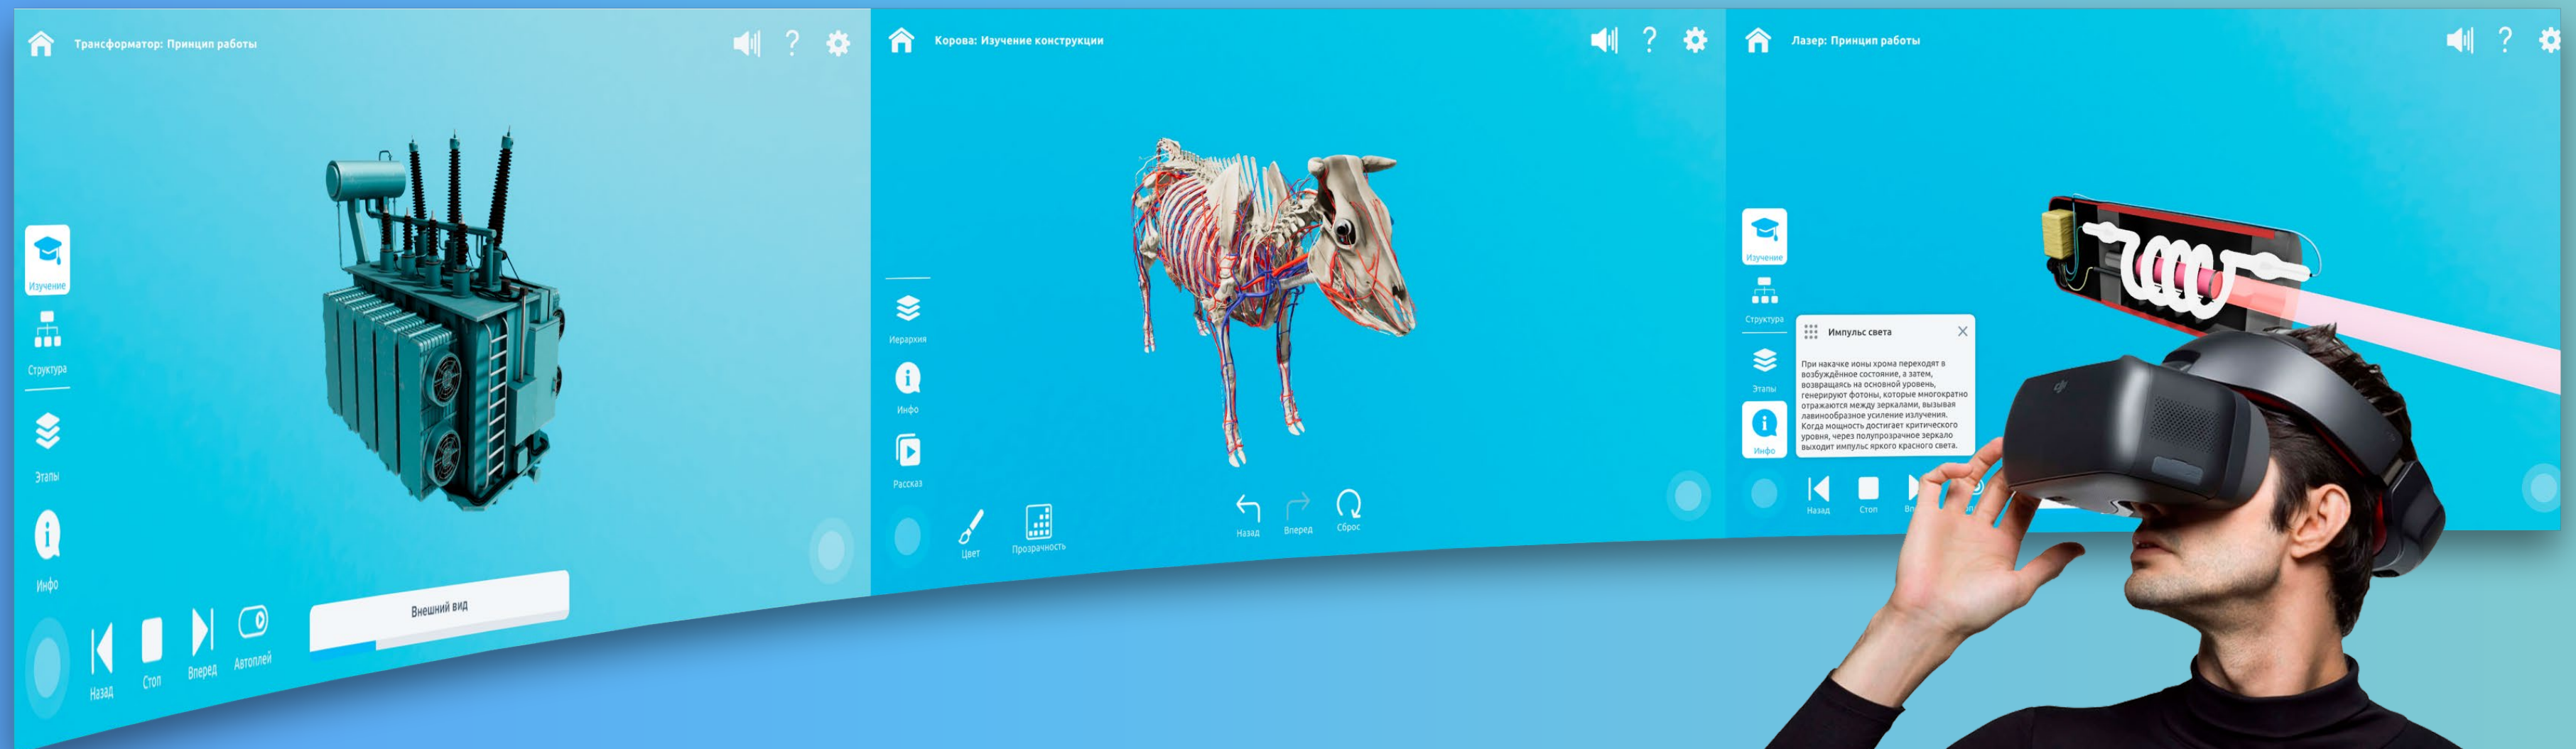 Трансформатор: Принцип работы
Изучение
Структура
Этапы
Инфо
Назад
Стоп
Вперед
Автоплей
Внешний вид
Корова: Изучение конструкции
Иерархия
Инфо
Рассказ
Цвет
Прозрачность
Назад
Вперед
Сброс
Лазер: Принцип работы
Изучение
Структура
Этапы
Инфо
Импульс света
При накачке ионы хрома переходят в
возбуждённое состояние, а затем,
возвращаясь на основной уровень,
генерируют фотоны, которые многократно
отражаются между зеркалами, вызывая
лавинообразное усиление излучения.
Когда мощность достигает критического
уровня, через полупрозрачное зеркало
выходит импульс яркого красного света.
Назад
Стоп